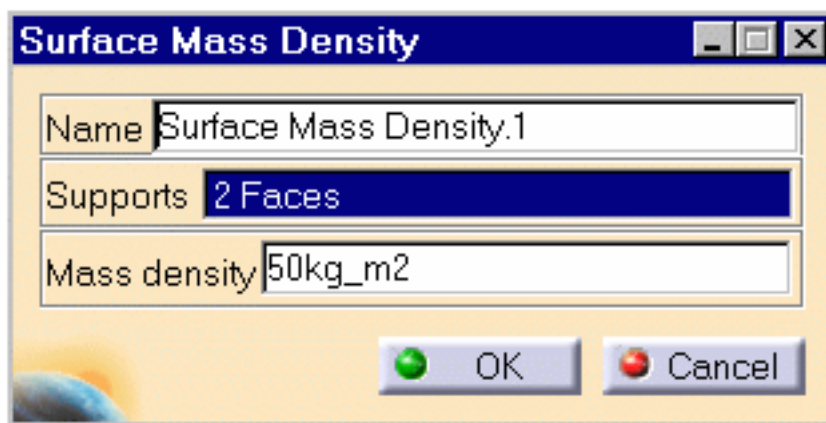 Surface Mass Density
Name Surface Mass Density.1
Supports 2 Faces
Mass density 50kg_m2
OK Cancel